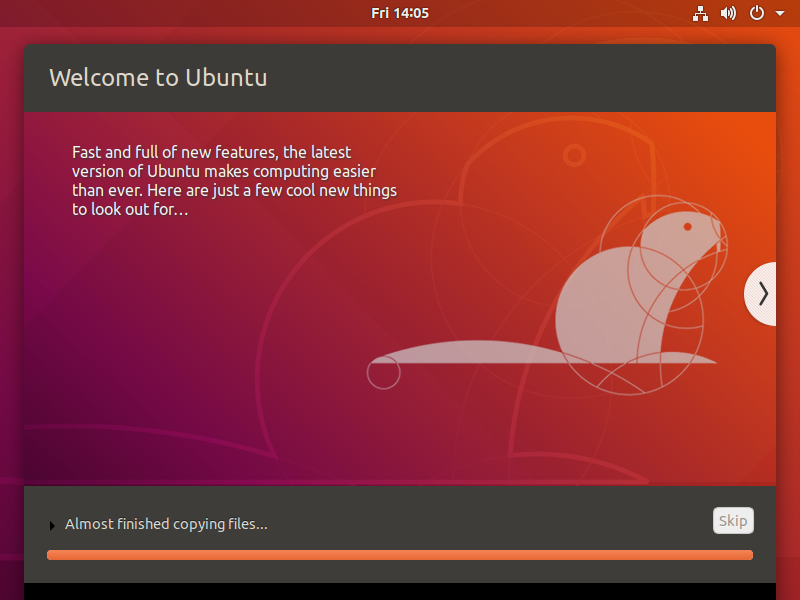 Fri 14:05
Welcome to Ubuntu
Fast and full of new features, the latest
version of Ubuntu makes computing easier
than ever. Here are just a few cool new things
to look out for…
Almost finished copying files...
Skip